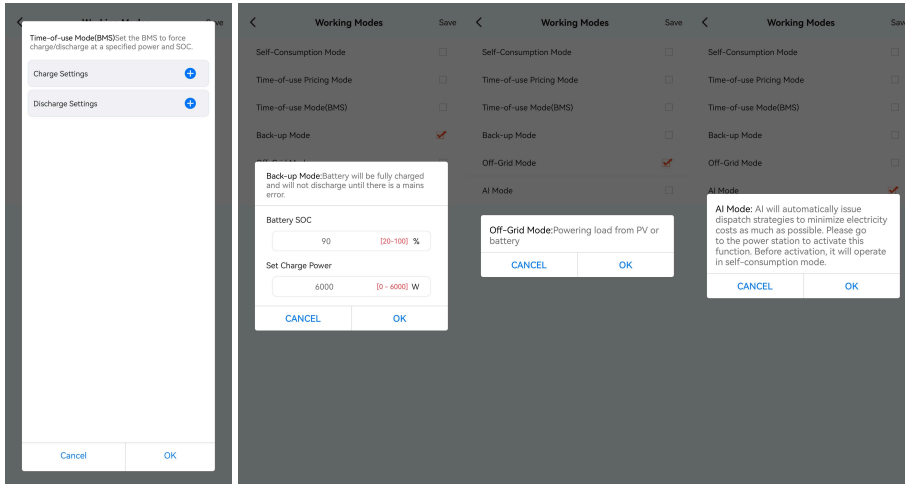 Time-of-use Mode(BMS)Set the BMS to force
charge/discharge at a specified power and SOC.
Charge Settings
Discharge Settings
Cancel
OK
Working Modes
Save
Self-Consumption Mode
Time-of-use Pricing Mode
Time-of-use Mode(BMS)
Back-up Mode
Back-up Mode:Battery will be fully charged
and will not discharge until there is a mains
error.
Battery SOC
90
[20-100] %
Set Charge Power
6000
[0 - 6000] W
CANCEL
OK
Working Modes
Save
Self-Consumption Mode
Time-of-use Pricing Mode
Time-of-use Mode(BMS)
Back-up Mode
Off-Grid Mode
AI Mode
Off-Grid Mode:Powering load from PV or
battery
CANCEL
OK
Working Modes
Self-Consumption Mode
Time-of-use Pricing Mode
Time-of-use Mode(BMS)
Back-up Mode
Off-Grid Mode
AI Mode
AI Mode: AI will automatically issue
dispatch strategies to minimize electricity
costs as much as possible. Please go
to the power station to activate this
function. Before activation, it will operate
in self-consumption mode.
CANCEL
OK